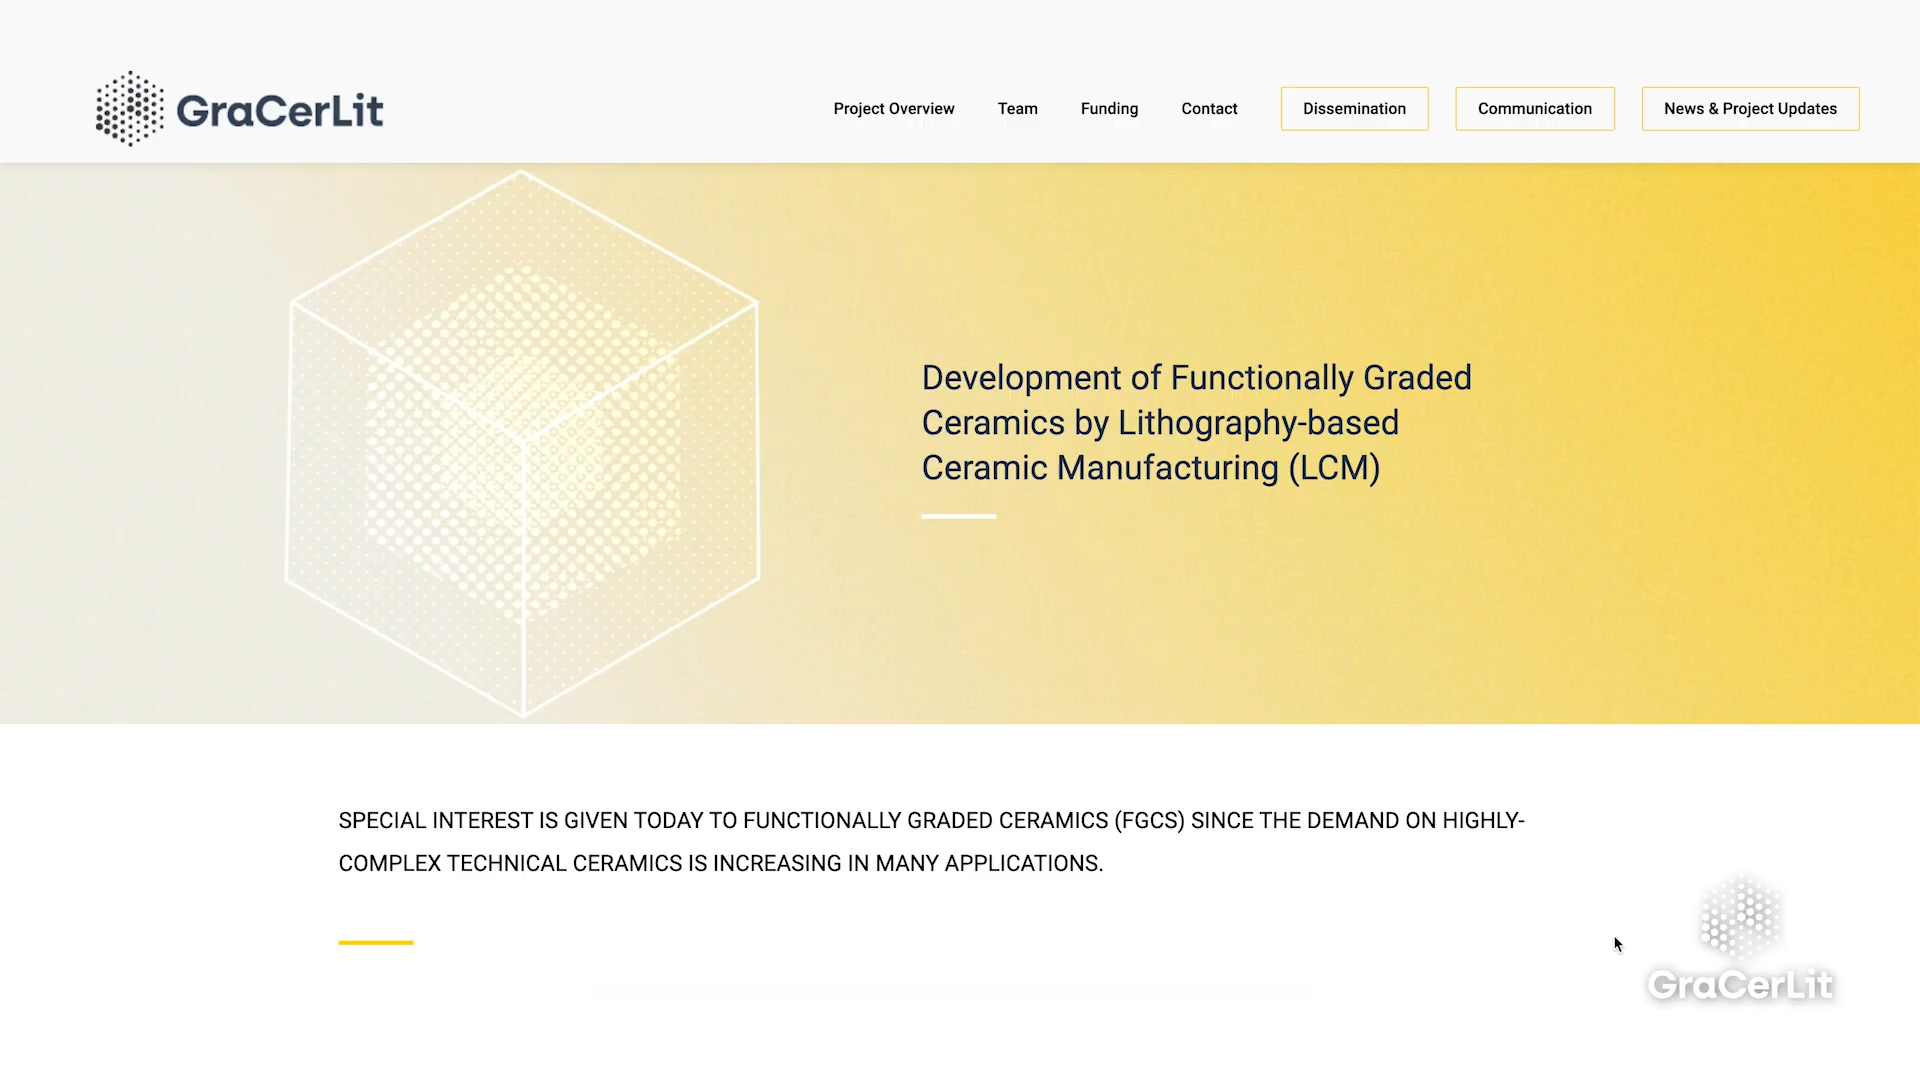 GraCerLit
Project Overview
Team
Funding
Contact
Dissemination
Communication
News & Project Updates
Development of Functionally Graded
Ceramics by Lithography-based
Ceramic Manufacturing (LCM)
SPECIAL INTEREST IS GIVEN TODAY TO FUNCTIONALLY GRADED CERAMICS (FGCS) SINCE THE DEMAND ON HIGHLY-
COMPLEX TECHNICAL CERAMICS IS INCREASING IN MANY APPLICATIONS.
GraCerLit